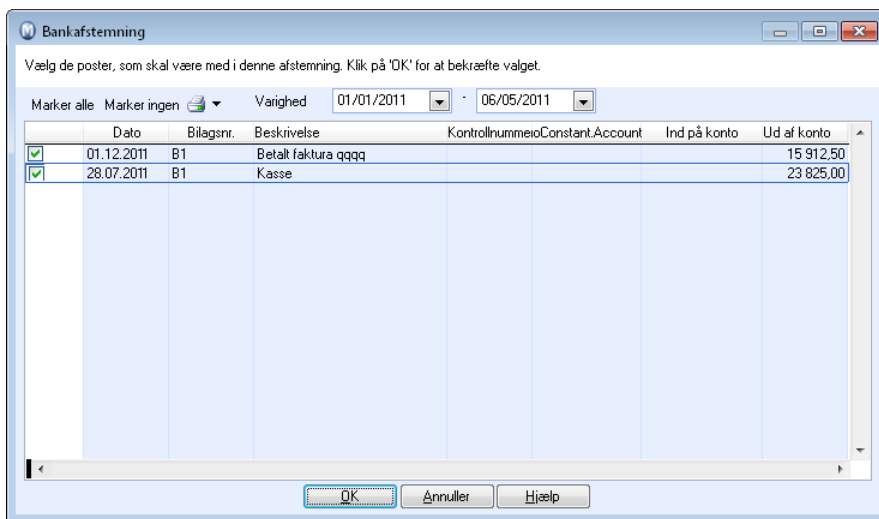 Bankafstemning
Vælg de poster, som skal være med i denne afstemning. Klik på 'OK' for at bekræfte valget.
Marker alle Marker ingen Varighed 01/01/2011 - 06/05/2011
Dato Bilagsnr. Beskrivelse KontrollnummeroConstant.Account Ind på konto Ud af konto
01.12.2011 B1 Betalt faktura qqqq 15 912,50
28.07.2011 B1 Kasse 23 825,00
OK Annuller Hjælp